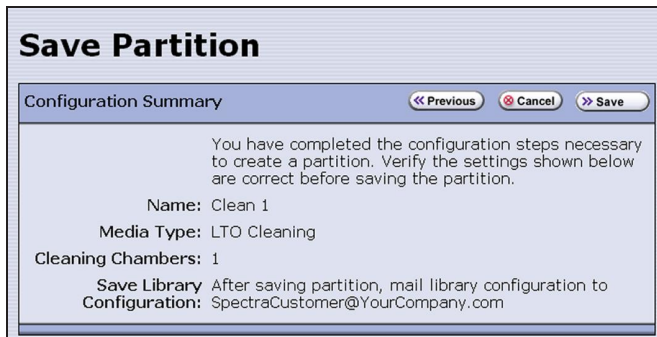 Save Partition
Configuration Summary
Previous
Cancel
Save
You have completed the configuration steps necessary
to create a partition. Verify the settings shown below
are correct before saving the partition.
Name: Clean 1
Media Type: LTO Cleaning
Cleaning Chambers: 1
Save Library Configuration: After saving partition, mail library configuration to
SpectraCustomer@YourCompany.com